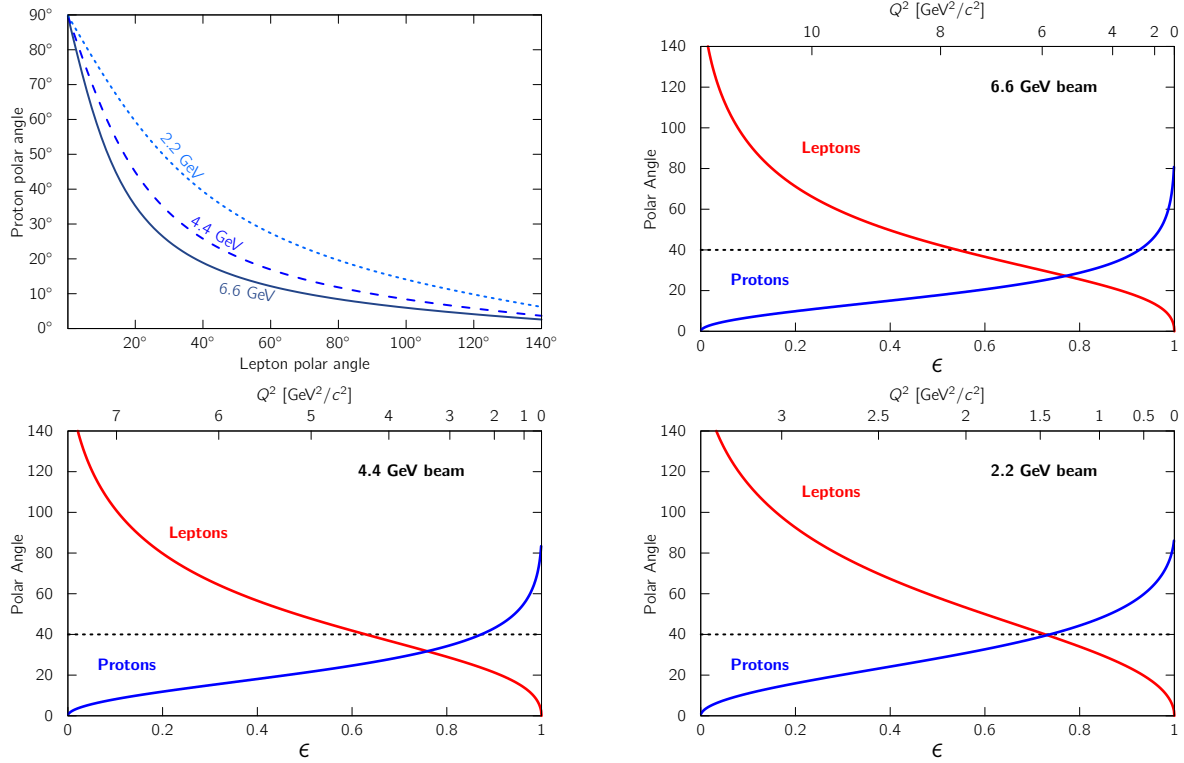 90°
80°
70°
60°
50°
40°
30°
20°
10°
0°
Proton polar angle
2.2 GeV
4.4 GeV
6.6 GeV
20° 40° 60° 80° 100° 120° 140°
Lepton polar angle
Q² [GeV²/c²]
10 8 6 4 2 0
140
120
100
80
60
40
20
0
Polar Angle
6.6 GeV beam
Leptons
Protons
0 0.2 0.4 0.6 0.8 1
ϵ
Q² [GeV²/c²]
7 6 5 4 3 2 1 0
140
120
100
80
60
40
20
0
Polar Angle
4.4 GeV beam
Leptons
Protons
0 0.2 0.4 0.6 0.8 1
ϵ
Q² [GeV²/c²]
3 2.5 2 1.5 1 0.5 0
140
120
100
80
60
40
20
0
Polar Angle
2.2 GeV beam
Leptons
Protons
0 0.2 0.4 0.6 0.8 1
ϵ